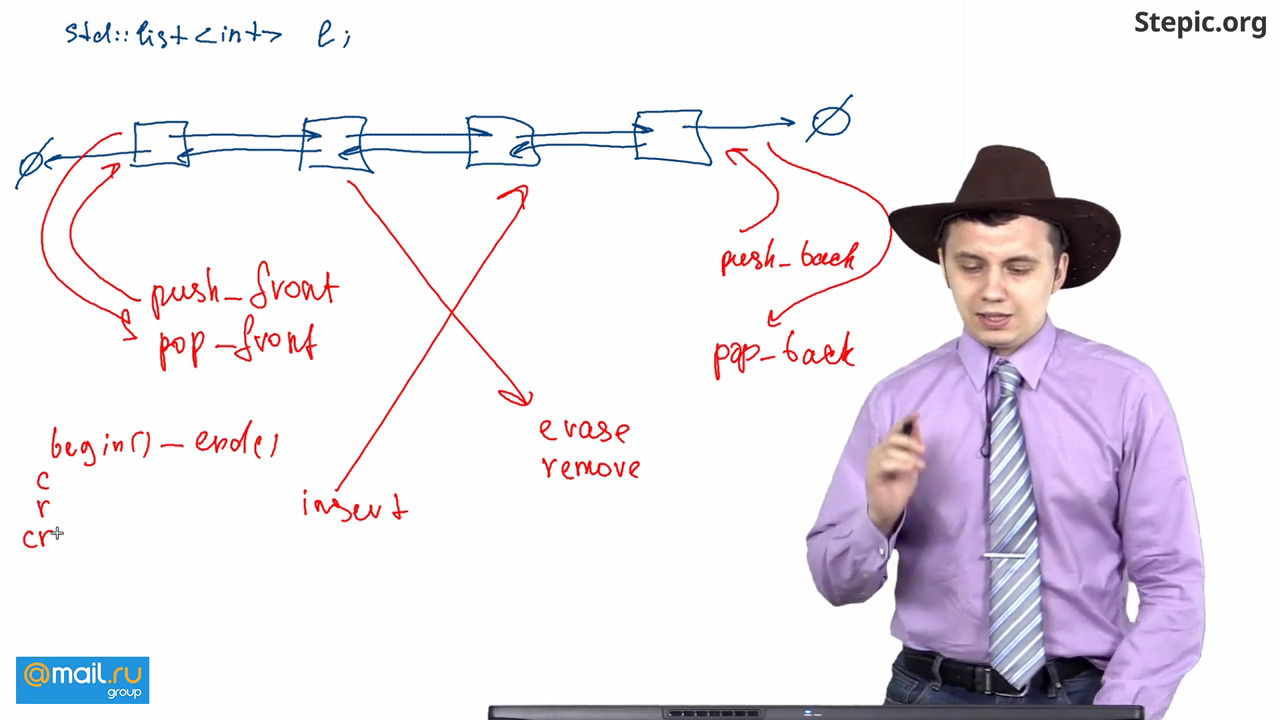 std::list<int> l;
Stepic.org
push_front
pop_front
push_back
pop_back
begin() - end()
c
r
cr
insert
erase
remove
@mail.ru
group